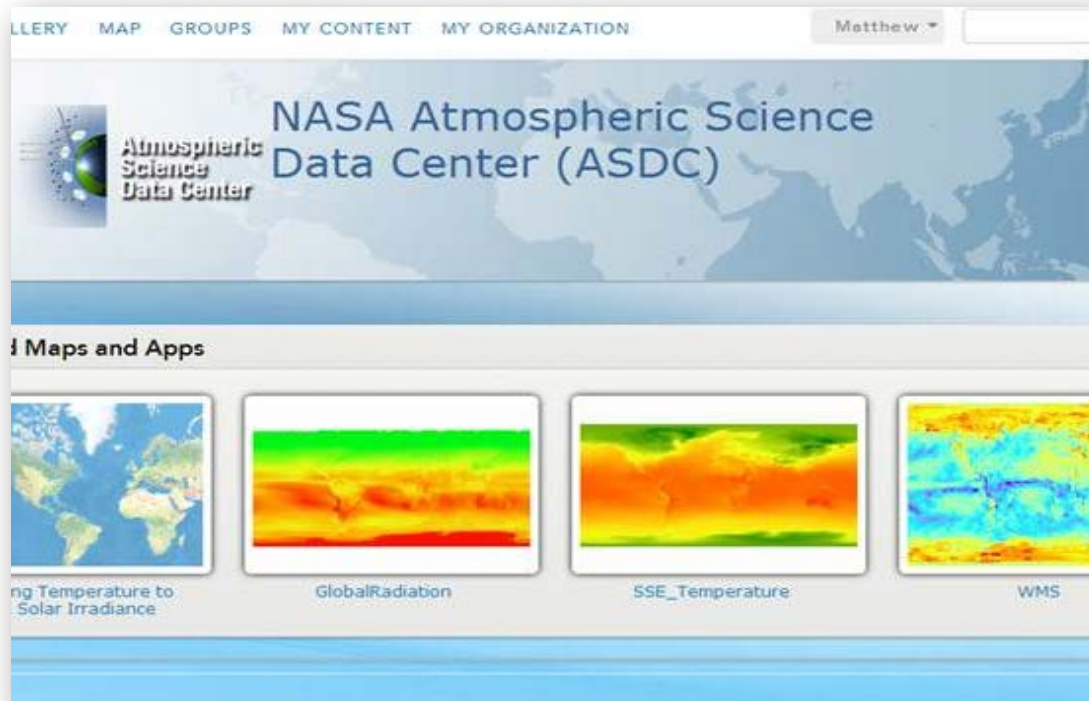 LLERY MAP GROUPS MY CONTENT MY ORGANIZATION Matthew
NASA Atmospheric Science
Data Center (ASDC)
Atmospheric
Science
Data Center
d Maps and Apps
ng Temperature to
Solar Irradiance
GlobalRadiation
SSE_Temperature
WMS